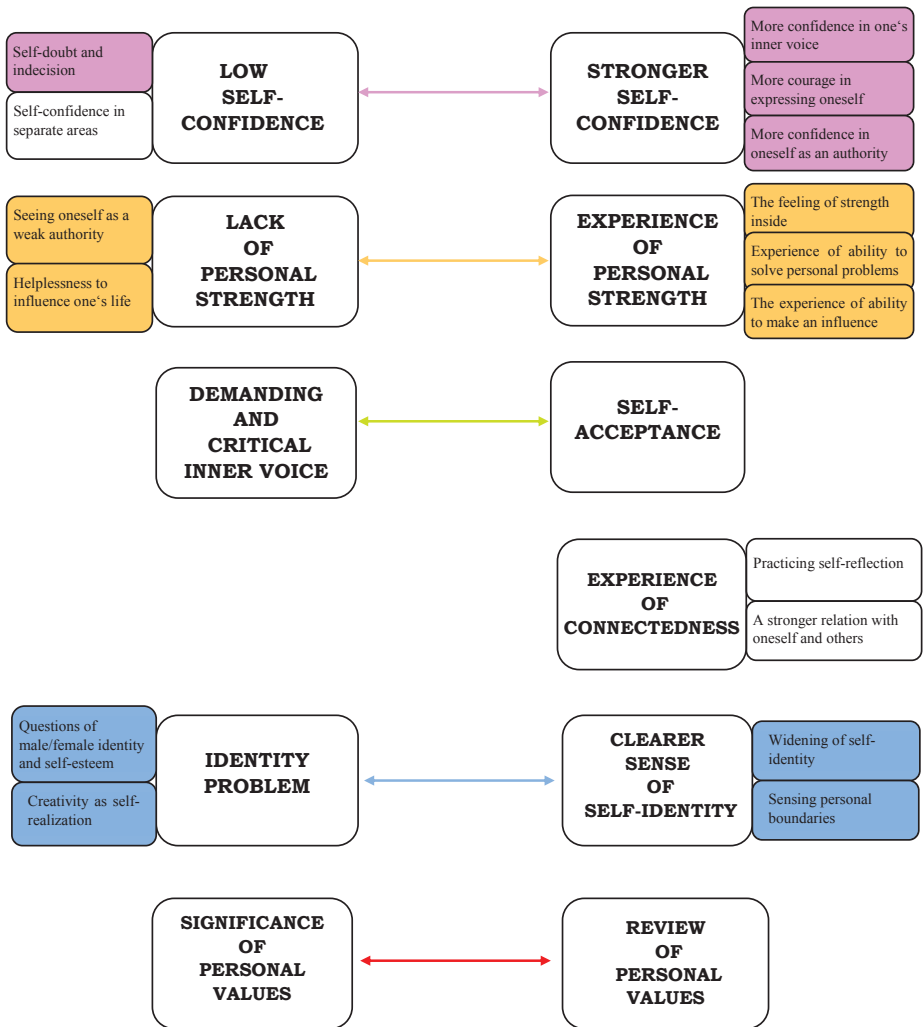 Self-doubt and
indecision
Self-confidence in
separate areas
LOW
SELF-
CONFIDENCE
STRONGER
SELF-
CONFIDENCE
More confidence in one‘s
inner voice
More courage in
expressing oneself
More confidence in
oneself as an authority
Seeing oneself as a
weak authority
Helplessness to
influence one‘s life
LACK
OF
PERSONAL
STRENGTH
EXPERIENCE
OF
PERSONAL
STRENGTH
The feeling of strength
inside
Experience of ability to
solve personal problems
The experience of ability
to make an influence
DEMANDING
AND
CRITICAL
INNER VOICE
SELF-
ACCEPTANCE
EXPERIENCE
OF
CONNECTEDNESS
Practicing self-reflection
A stronger relation with
oneself and others
Questions of
male/female identity
and self-esteem
Creativity as self-
realization
IDENTITY
PROBLEM
CLEARER
SENSE
OF
SELF-IDENTITY
Widening of self-
identity
Sensing personal
boundaries
SIGNIFICANCE
OF
PERSONAL
VALUES
REVIEW
OF
PERSONAL
VALUES